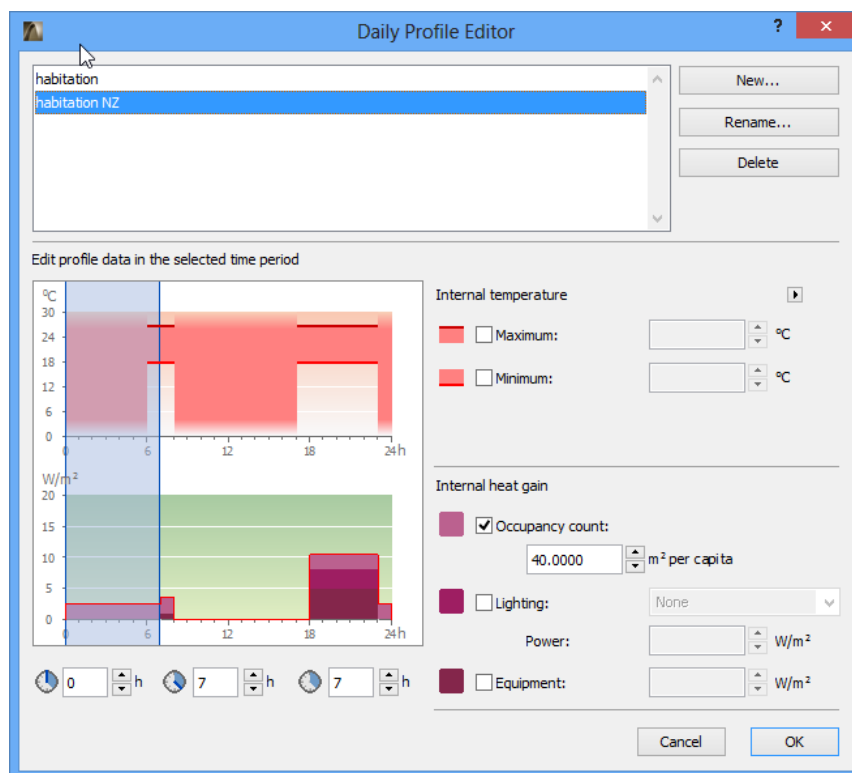 Daily Profile Editor
?
habitation
New...
habitation NZ
Rename...
Delete
Edit profile data in the selected time period
ºC
30
24
18
12
6
0
0 6 12 18 24 h
W/m²
20
15
10
5
0
0 6 12 18 24 h
0 h 7 h 7 h
Internal temperature
Maximum: ºC
Minimum: ºC
Internal heat gain
Occupancy count:
40.0000 m² per capita
Lighting: None
Power: W/m²
Equipment: W/m²
Cancel OK